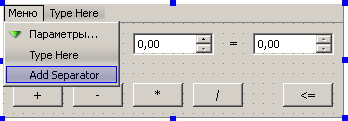 Меню Type Here
Параметры...
Type Here
Add Separator
0,00 = 0,00
+ - * / <=